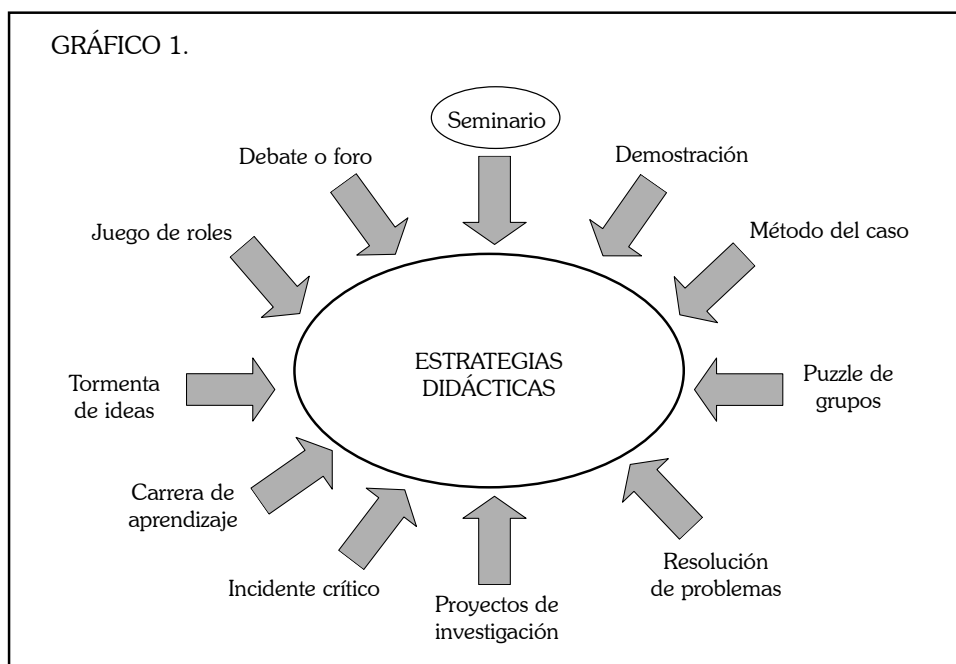 GRÁFICO 1.
Seminario
Debate o foro
Demostración
Juego de roles
Método del caso
ESTRATEGIAS
DIDÁCTICAS
Tormenta
de ideas
Puzzle de
grupos
Carrera de
aprendizaje
Incidente crítico
Proyectos de
investigación
Resolución
de problemas